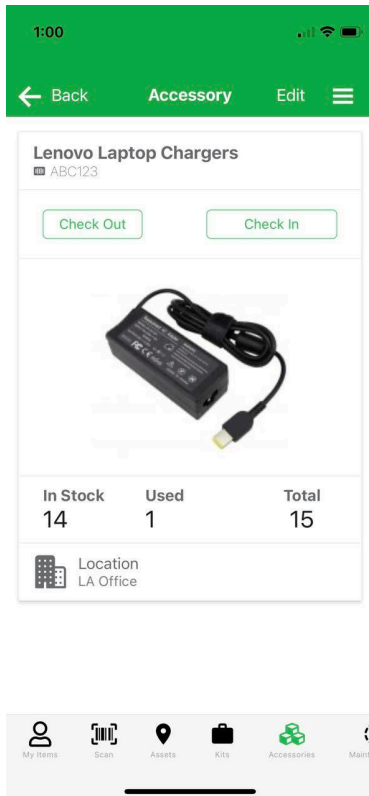 1:00
Back Accessory Edit
Lenovo Laptop Chargers
ABC123
Check Out Check In
In Stock Used Total
14 1 15
Location
LA Office
My Items Scan Assets Kits Accessories